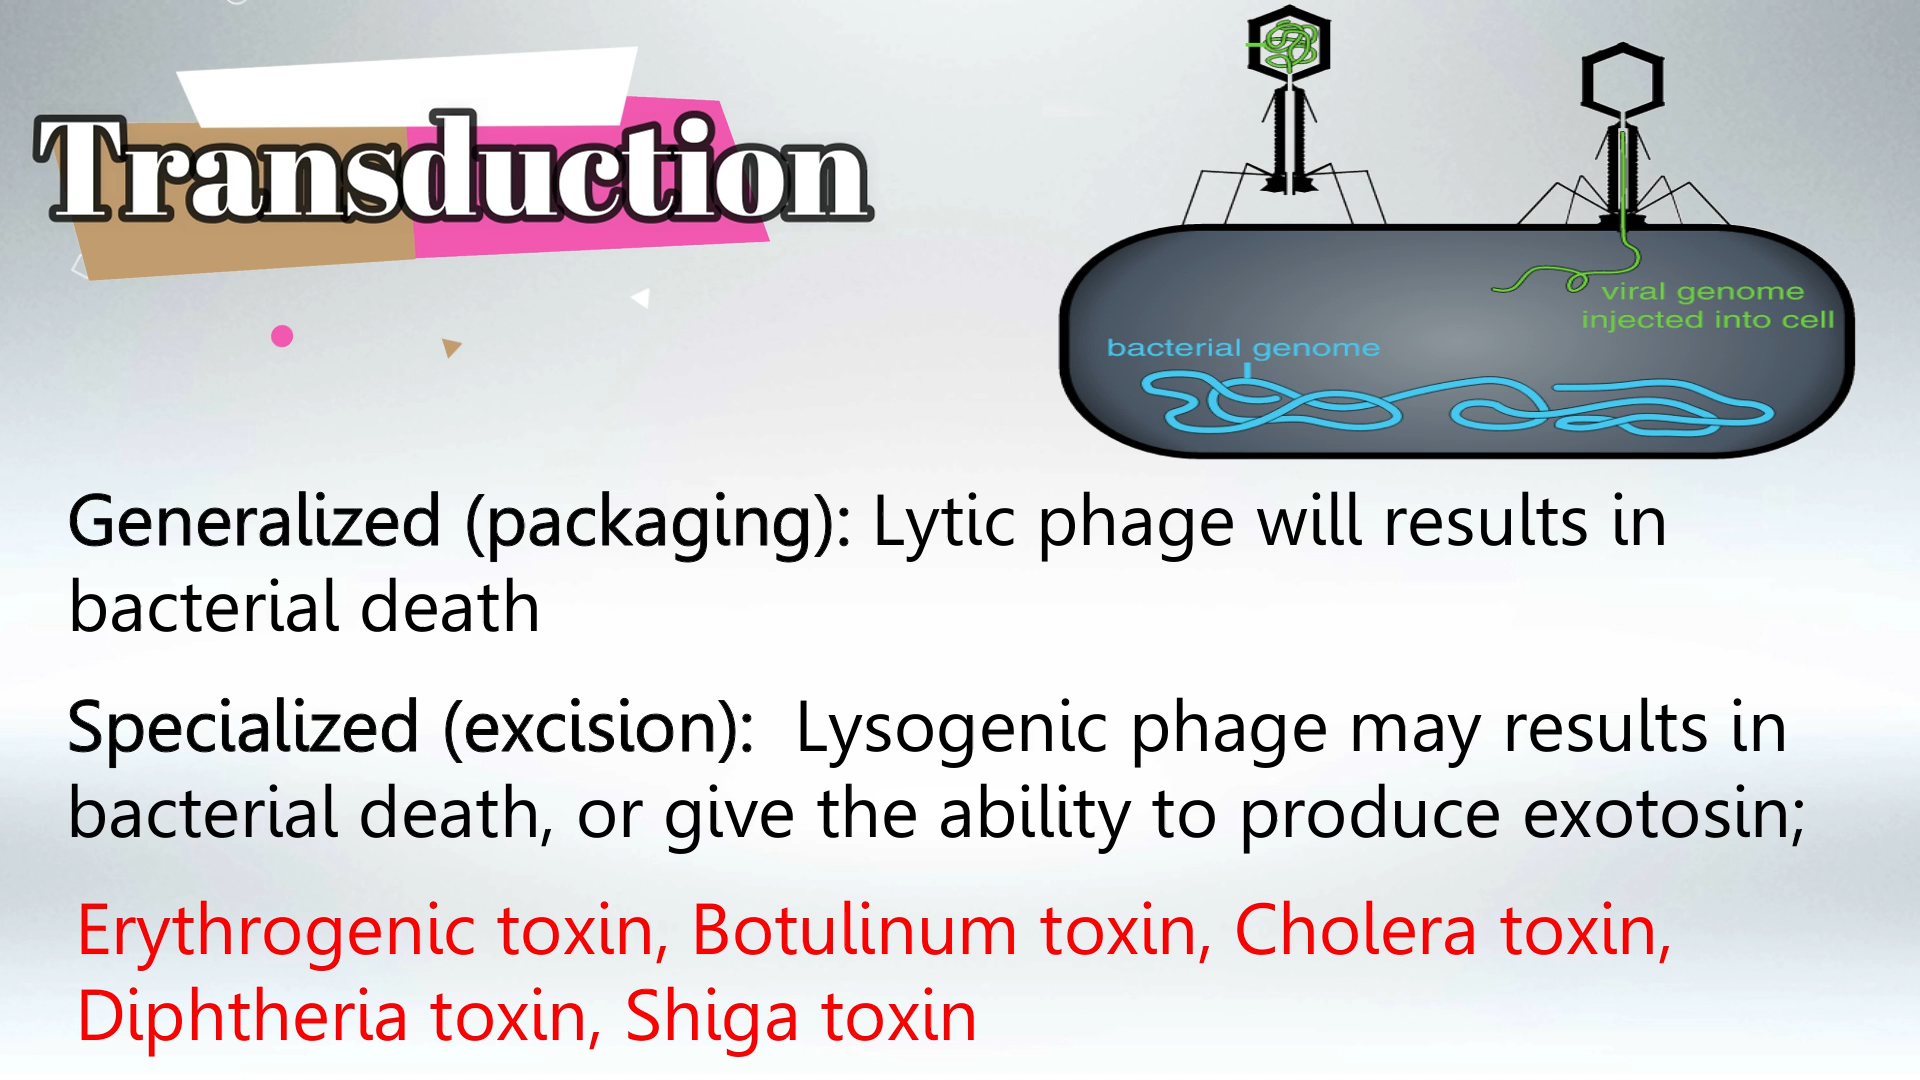 Transduction
viral genome
injected into cell
bacterial genome
Generalized (packaging): Lytic phage will results in
bacterial death
Specialized (excision):  Lysogenic phage may results in
bacterial death, or give the ability to produce exotosin;
Erythrogenic toxin, Botulinum toxin, Cholera toxin,
Diphtheria toxin, Shiga toxin